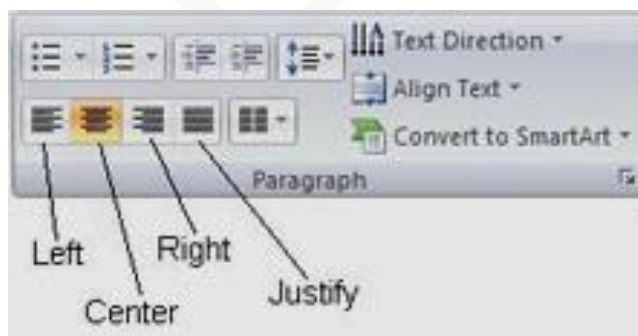 Text Direction
Align Text
Convert to SmartArt
Paragraph
Left
Right
Center
Justify